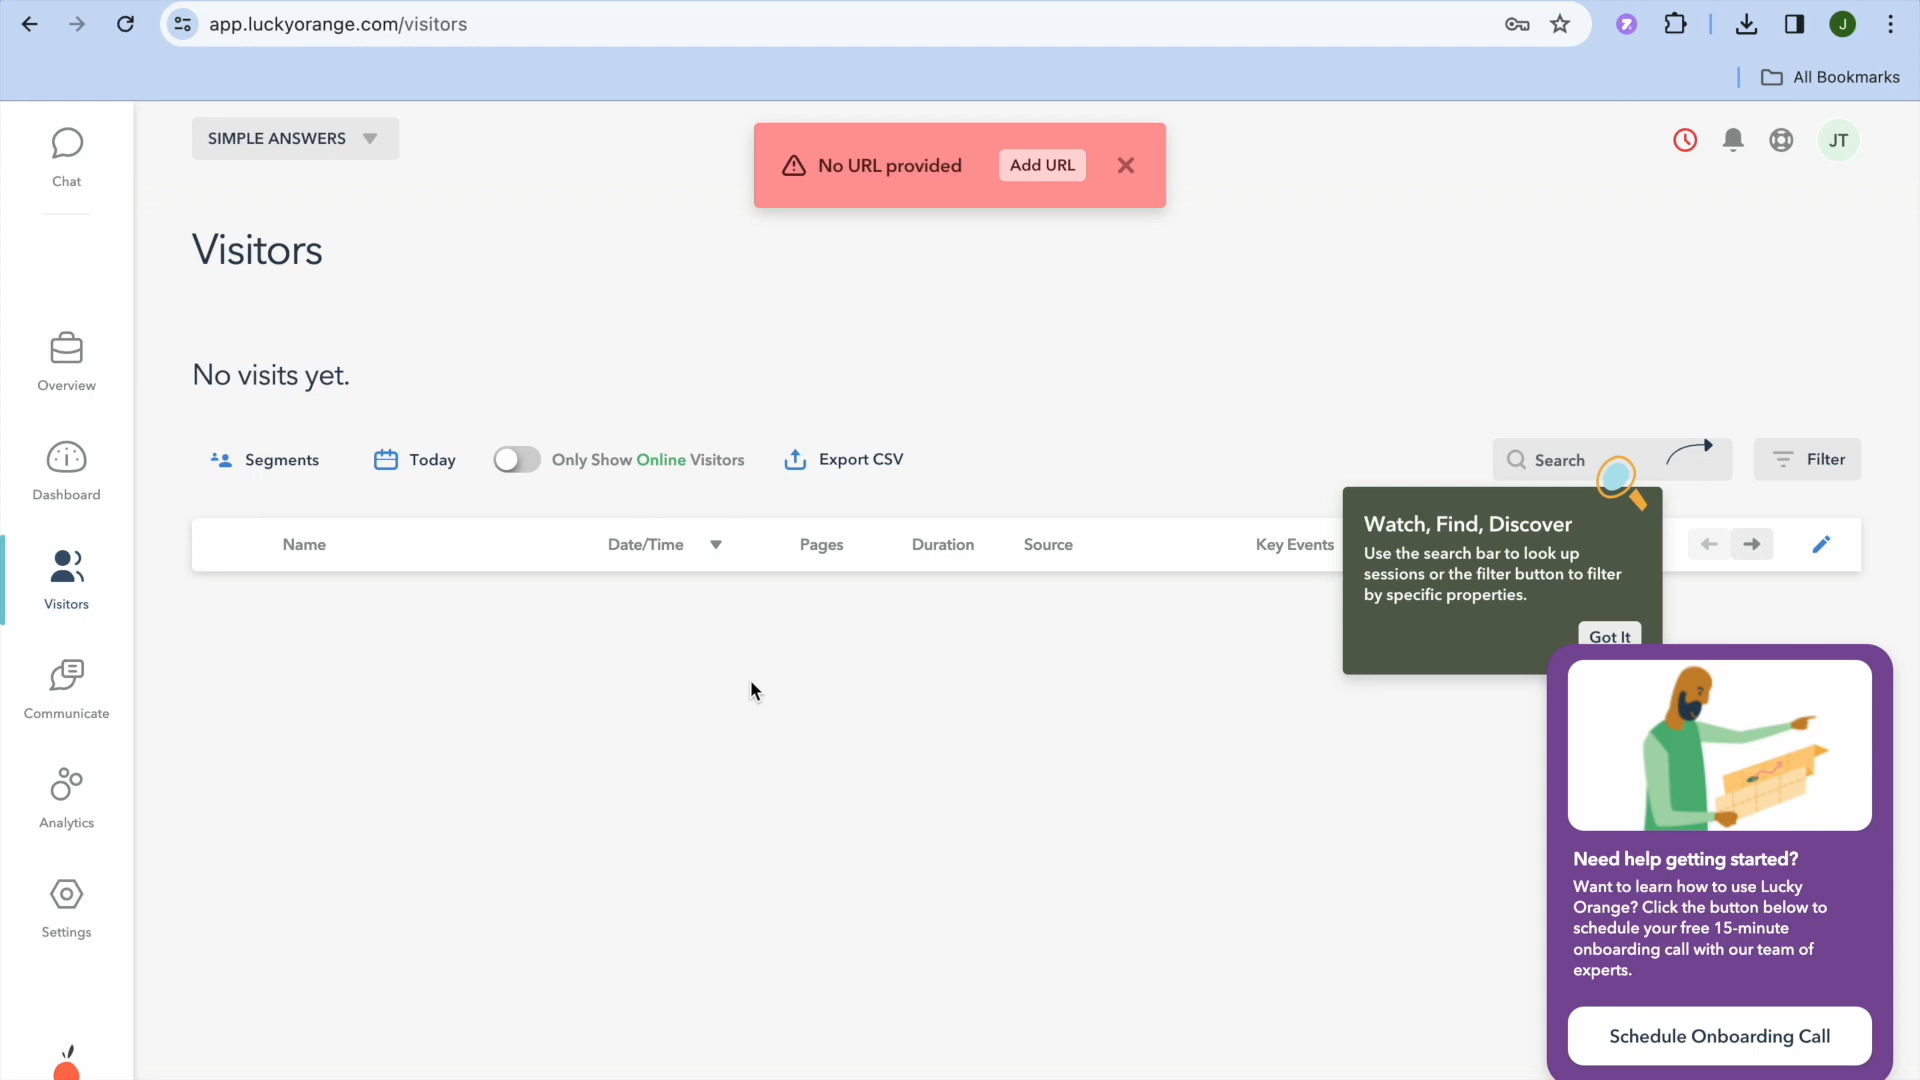 app.luckyorange.com/visitors
J
All Bookmarks
Chat
SIMPLE ANSWERS
No URL provided
Add URL
JT
Visitors
No visits yet.
Overview
Segments
Today
Only Show Online Visitors
Export CSV
Search
Filter
Dashboard
Watch, Find, Discover
Use the search bar to look up
sessions or the filter button to filter
by specific properties.
Got It
Name
Date/Time
Pages
Duration
Source
Key Events
Visitors
Communicate
Analytics
Settings
Need help getting started?
Want to learn how to use Lucky
Orange? Click the button below to
schedule your free 15-minute
onboarding call with our team of
experts.
Schedule Onboarding Call